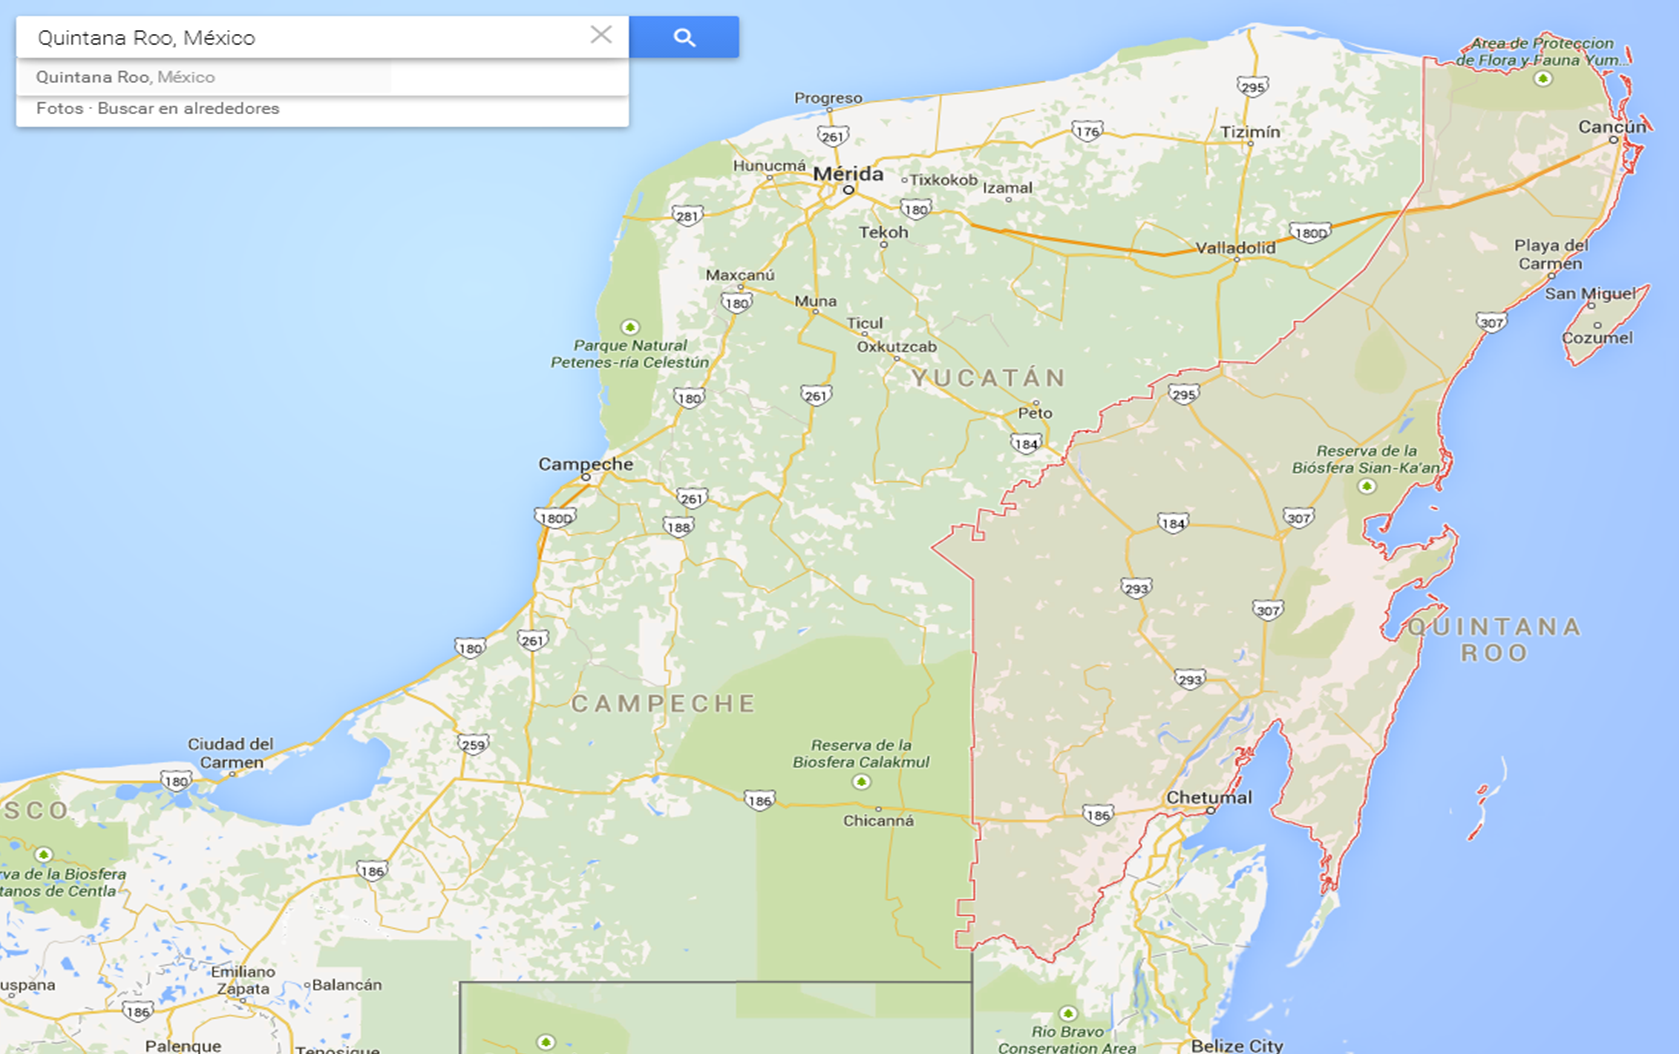 Quintana Roo, México
Quintana Roo, México
Fotos · Buscar en alrededores
Area de Proteccion
de Flora y Fauna Yum...
295
Progreso
Cancún
261
176
Tizimín
Hunucmá
Mérida
Tixkokob
Izamal
281
180
Tekoh
180D
Valladolid
Playa del
Carmen
Maxcanú
San Miguel
180
Muna
Ticul
307
Cozumel
Parque Natural
Petenes-ría Celestún
Oxkutzcab
YUCATÁN
180
261
295
Peto
184
Reserva de la
Biósfera Sian-Ka'an
Campeche
261
180D
188
184
307
293
307
QUINTANA
ROO
180
261
293
CAMPECHE
Ciudad del
Carmen
259
Reserva de la
Biosfera Calakmul
180
186
Chetumal
186
Chicanná
SCO
186
rva de la Biosfera
tanos de Centla
Emiliano
Zapata
Balancán
uspana
186
Rio Bravo
Conservation Area
Palenque
Tenosique
Belize City